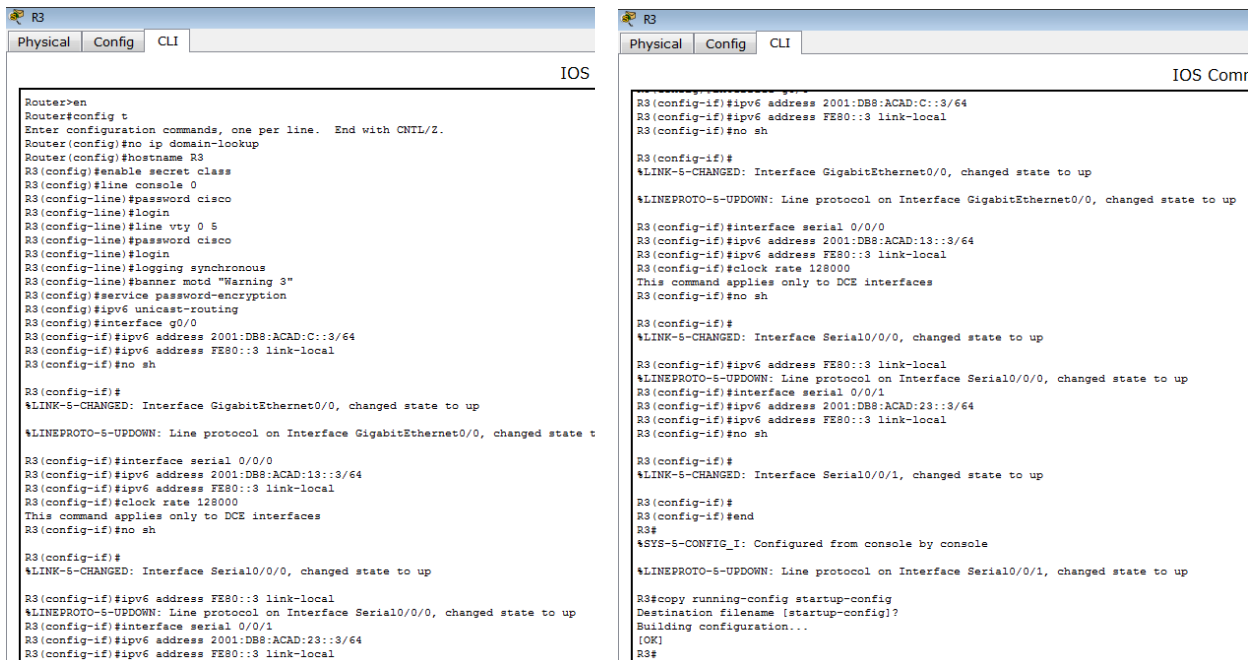 R3
Physical Config CLI
IOS
Router>en
Router#config t
Enter configuration commands, one per line.  End with CNTL/Z.
Router(config)#no ip domain-lookup
Router(config)#hostname R3
R3(config)#enable secret class
R3(config)#line console 0
R3(config-line)#password cisco
R3(config-line)#login
R3(config-line)#line vty 0 5
R3(config-line)#password cisco
R3(config-line)#login
R3(config-line)#logging synchronous
R3(config-line)#banner motd "Warning 3"
R3(config)#service password-encryption
R3(config)#ipv6 unicast-routing
R3(config)#interface g0/0
R3(config-if)#ipv6 address 2001:DB8:ACAD:C::3/64
R3(config-if)#ipv6 address FE80::3 link-local
R3(config-if)#no sh
R3(config-if)#
%LINK-5-CHANGED: Interface GigabitEthernet0/0, changed state to up
%LINEPROTO-5-UPDOWN: Line protocol on Interface GigabitEthernet0/0, changed state t
R3(config-if)#interface serial 0/0/0
R3(config-if)#ipv6 address 2001:DB8:ACAD:13::3/64
R3(config-if)#ipv6 address FE80::3 link-local
R3(config-if)#clock rate 128000
This command applies only to DCE interfaces
R3(config-if)#no sh
R3(config-if)#
%LINK-5-CHANGED: Interface Serial0/0/0, changed state to up
R3(config-if)#ipv6 address FE80::3 link-local
%LINEPROTO-5-UPDOWN: Line protocol on Interface Serial0/0/0, changed state to up
R3(config-if)#interface serial 0/0/1
R3(config-if)#ipv6 address 2001:DB8:ACAD:23::3/64
R3(config-if)#ipv6 address FE80::3 link-local
R3
Physical Config CLI
IOS Comm
R3(config-if)#ipv6 address 2001:DB8:ACAD:C::3/64
R3(config-if)#ipv6 address FE80::3 link-local
R3(config-if)#no sh
R3(config-if)#
%LINK-5-CHANGED: Interface GigabitEthernet0/0, changed state to up
%LINEPROTO-5-UPDOWN: Line protocol on Interface GigabitEthernet0/0, changed state to up
R3(config-if)#interface serial 0/0/0
R3(config-if)#ipv6 address 2001:DB8:ACAD:13::3/64
R3(config-if)#ipv6 address FE80::3 link-local
R3(config-if)#clock rate 128000
This command applies only to DCE interfaces
R3(config-if)#no sh
R3(config-if)#
%LINK-5-CHANGED: Interface Serial0/0/0, changed state to up
R3(config-if)#ipv6 address FE80::3 link-local
%LINEPROTO-5-UPDOWN: Line protocol on Interface Serial0/0/0, changed state to up
R3(config-if)#interface serial 0/0/1
R3(config-if)#ipv6 address 2001:DB8:ACAD:23::3/64
R3(config-if)#ipv6 address FE80::3 link-local
R3(config-if)#no sh
R3(config-if)#
%LINK-5-CHANGED: Interface Serial0/0/1, changed state to up
R3(config-if)#
R3(config-if)#end
R3#
%SYS-5-CONFIG_I: Configured from console by console
%LINEPROTO-5-UPDOWN: Line protocol on Interface Serial0/0/1, changed state to up
R3#copy running-config startup-config
Destination filename [startup-config]?
Building configuration...
[OK]
R3#